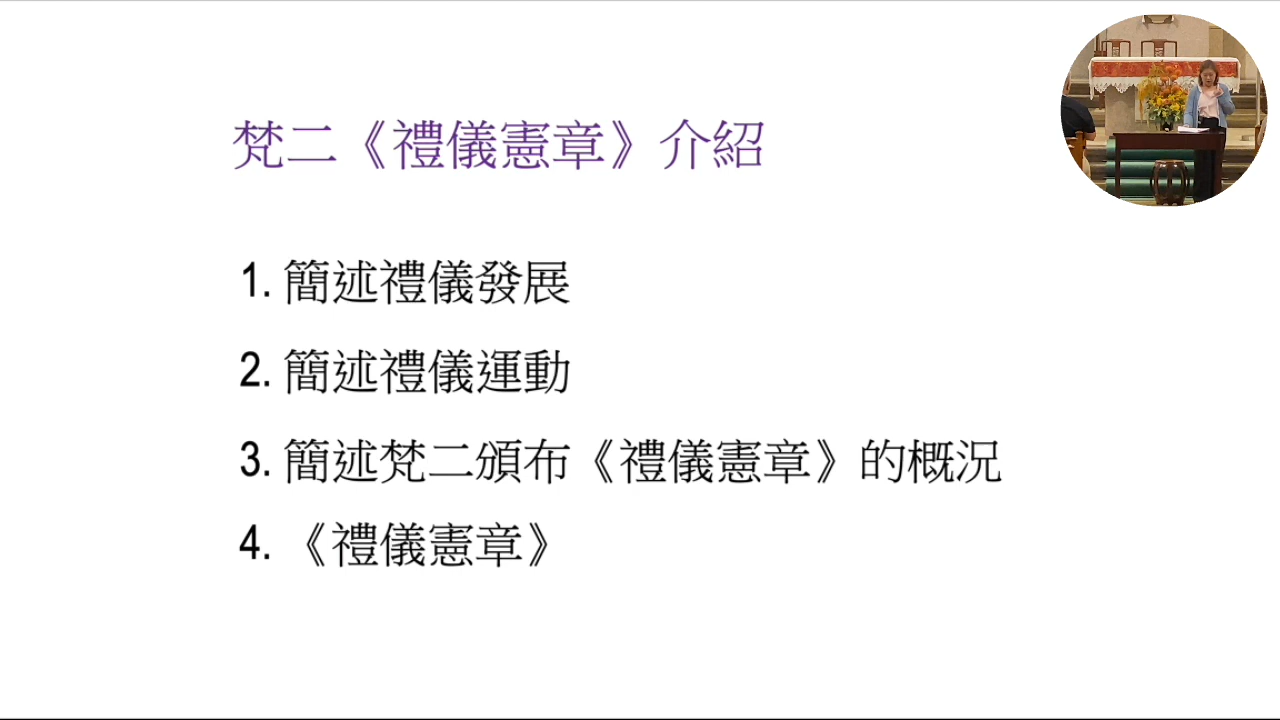 梵二《禮儀憲章》介紹
1. 簡述禮儀發展
2. 簡述禮儀運動
3. 簡述梵二頒布《禮儀憲章》的概況
4. 《禮儀憲章》